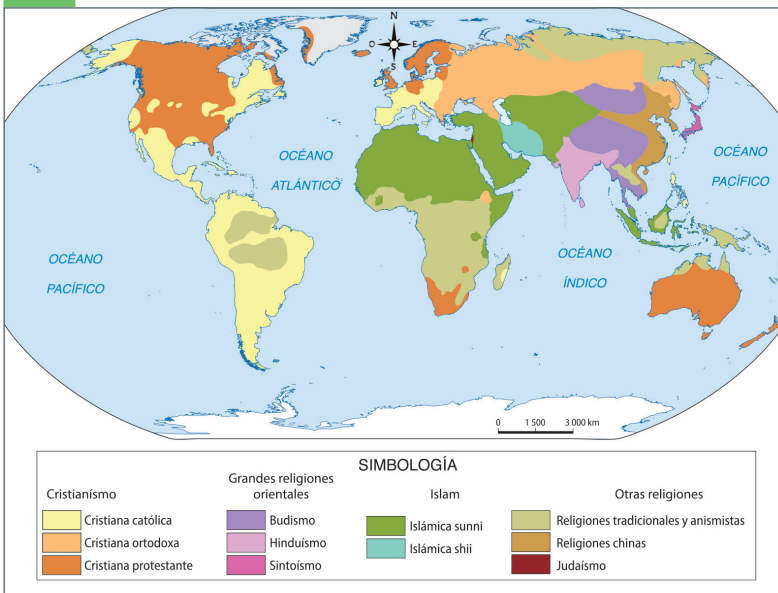 N
O
E
S
OCÉANO
ATLÁNTICO
OCÉANO
PACÍFICO
OCÉANO
PACÍFICO
OCÉANO
ÍNDICO
0 1 500 3 000 km
SIMBOLOGÍA
Cristianísmo
Cristiana católica
Cristiana ortodoxa
Cristiana protestante
Grandes religiones
orientales
Budismo
Hinduísmo
Sintoísmo
Islam
Islámica sunni
Islámica shii
Otras religiones
Religiones tradicionales y animistas
Religiones chinas
Judaísmo